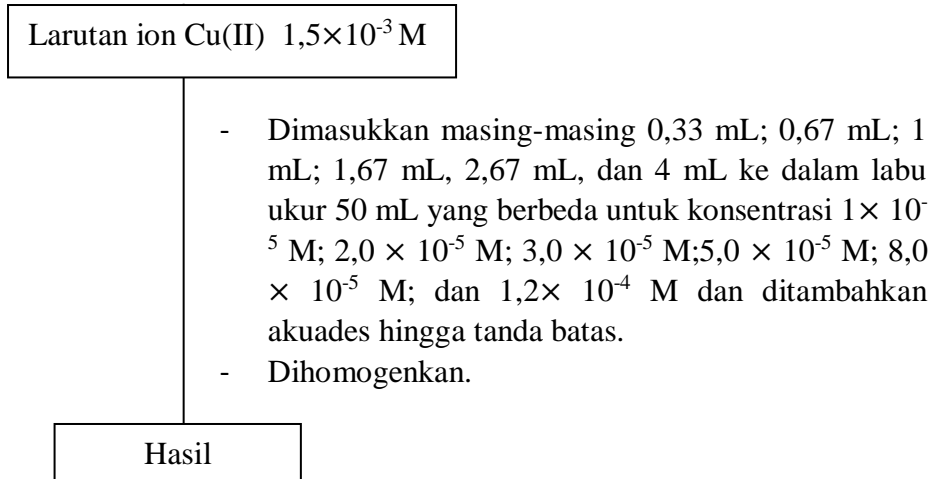 Larutan ion Cu(II) 1,5×10⁻³ M
- Dimasukkan masing-masing 0,33 mL; 0,67 mL; 1
mL; 1,67 mL, 2,67 mL, dan 4 mL ke dalam labu
ukur 50 mL yang berbeda untuk konsentrasi 1× 10⁻
⁵ M; 2,0 × 10⁻⁵ M; 3,0 × 10⁻⁵ M;5,0 × 10⁻⁵ M; 8,0
× 10⁻⁵ M; dan 1,2× 10⁻⁴ M dan ditambahkan
akuades hingga tanda batas.
- Dihomogenkan.
Hasil